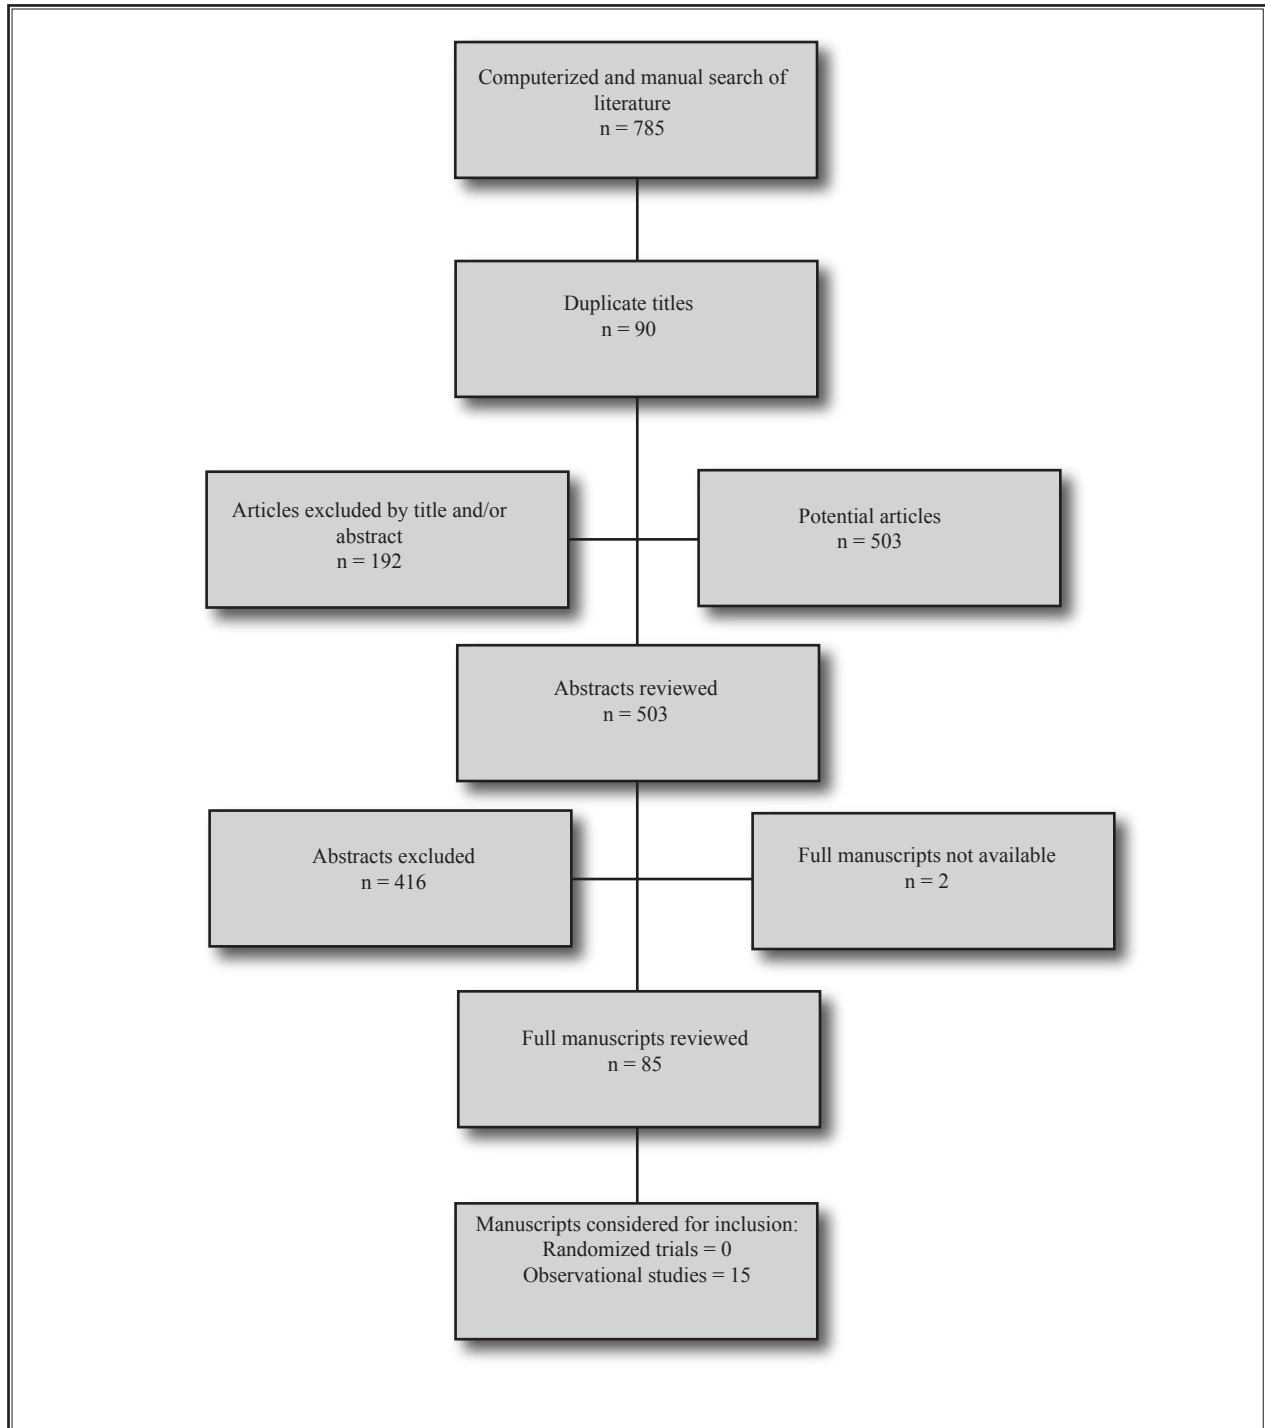 Computerized and manual search of
literature
n = 785
Duplicate titles
n = 90
Articles excluded by title and/or
abstract
n = 192
Potential articles
n = 503
Abstracts reviewed
n = 503
Abstracts excluded
n = 416
Full manuscripts not available
n = 2
Full manuscripts reviewed
n = 85
Manuscripts considered for inclusion:
Randomized trials = 0
Observational studies = 15